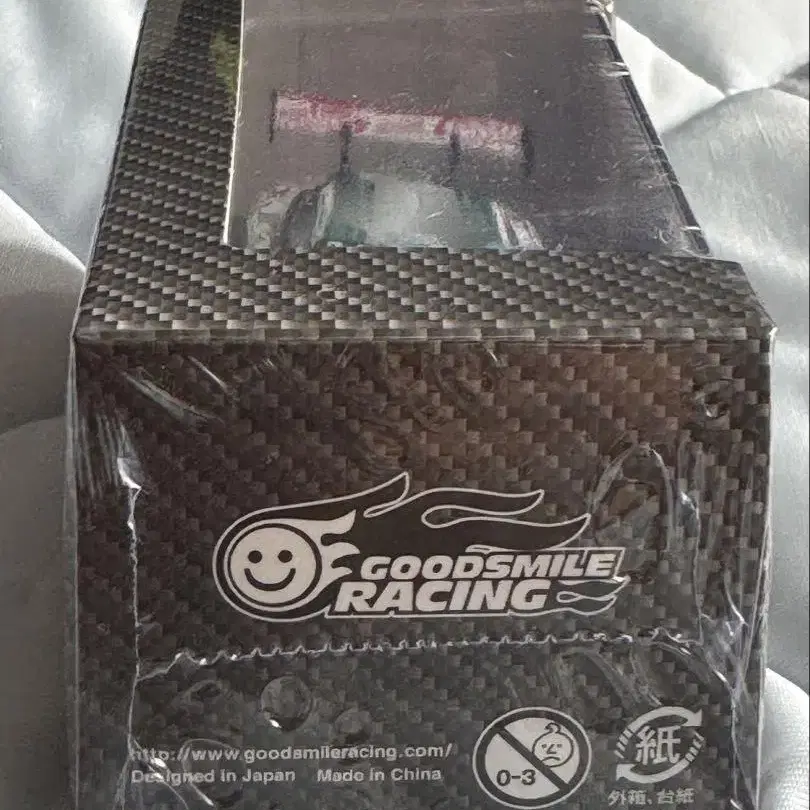 GOODSMILE
RACING
http://www.goodsmileracing.com/
Designed in Japan Made in China
0-3
紙
外箱、台紙